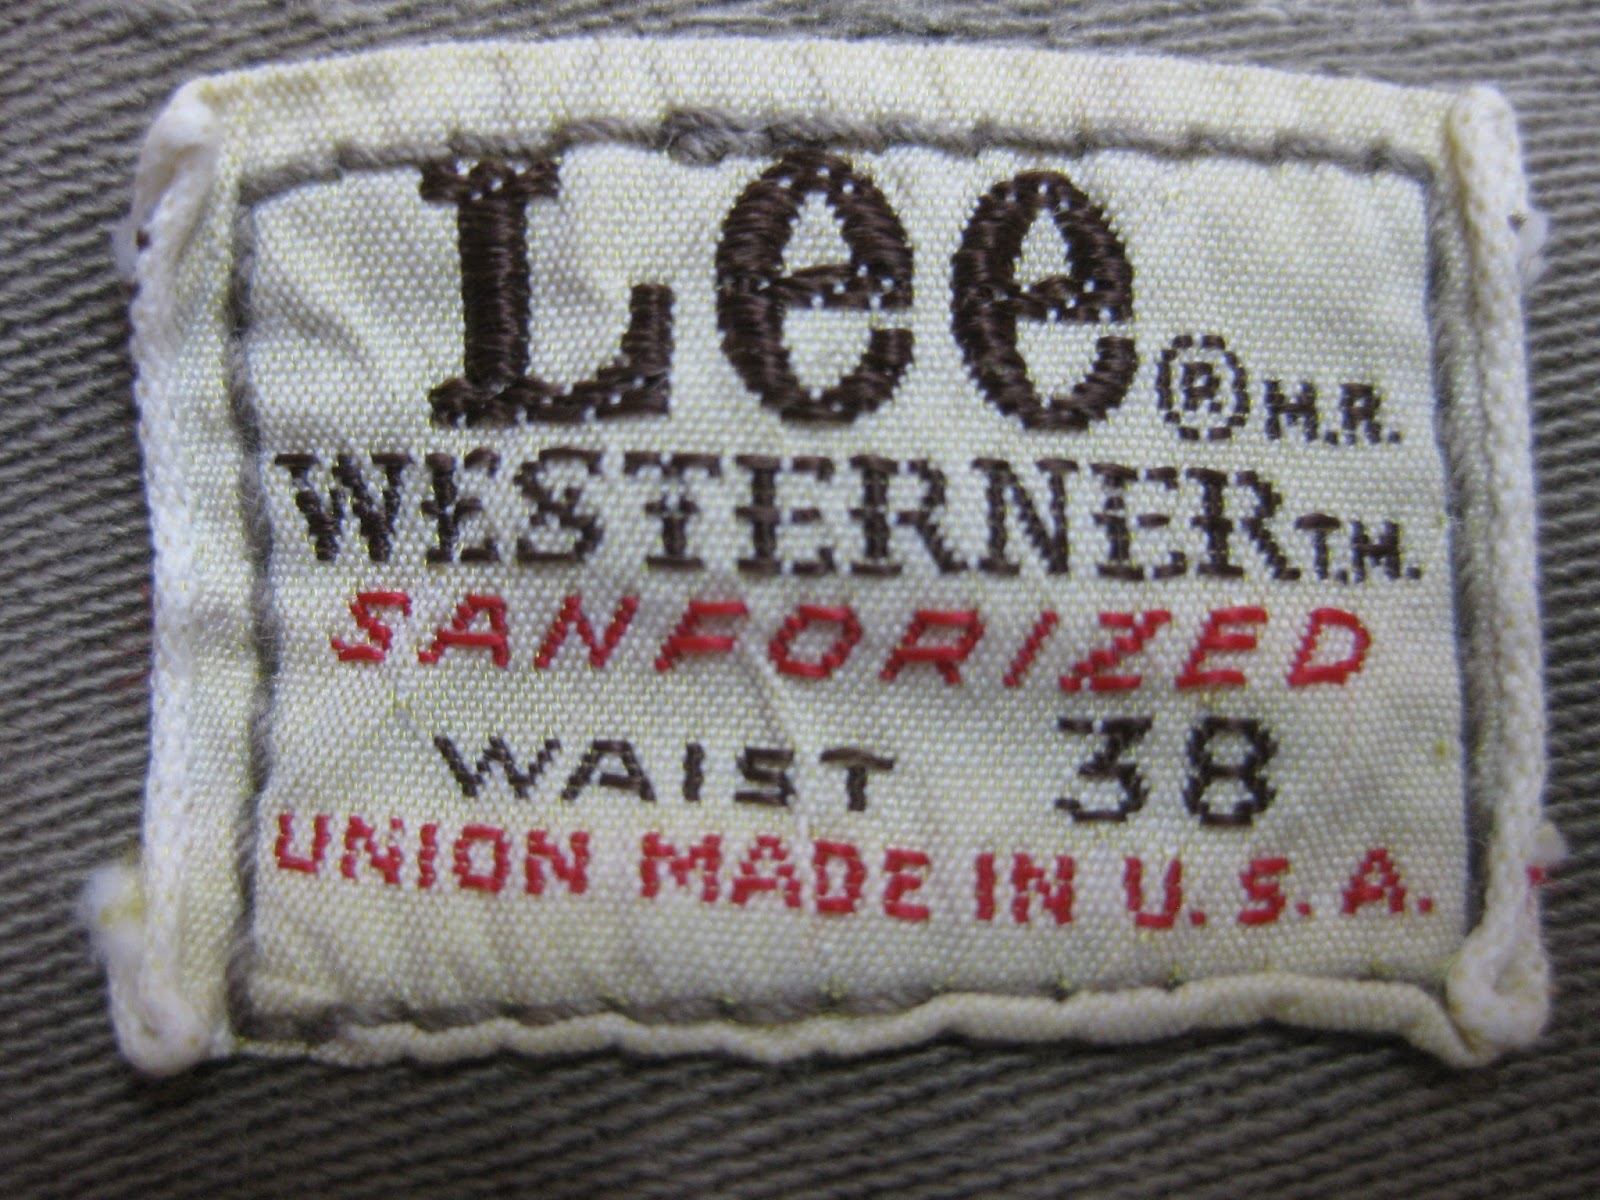 Lee ® M.R.
WESTERNER T.M.
SANFORIZED
WAIST 38
UNION MADE IN U.S.A.